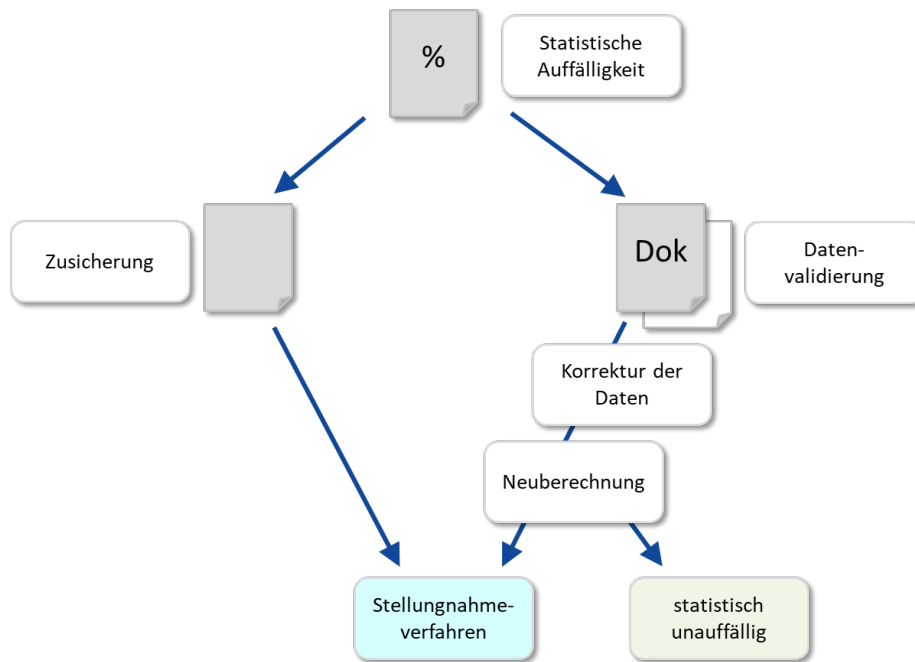 %
Statistische
Auffälligkeit
Zusicherung
Dok
Daten-
validierung
Korrektur der
Daten
Neuberechnung
Stellungnahme-
verfahren
statistisch
unauffällig